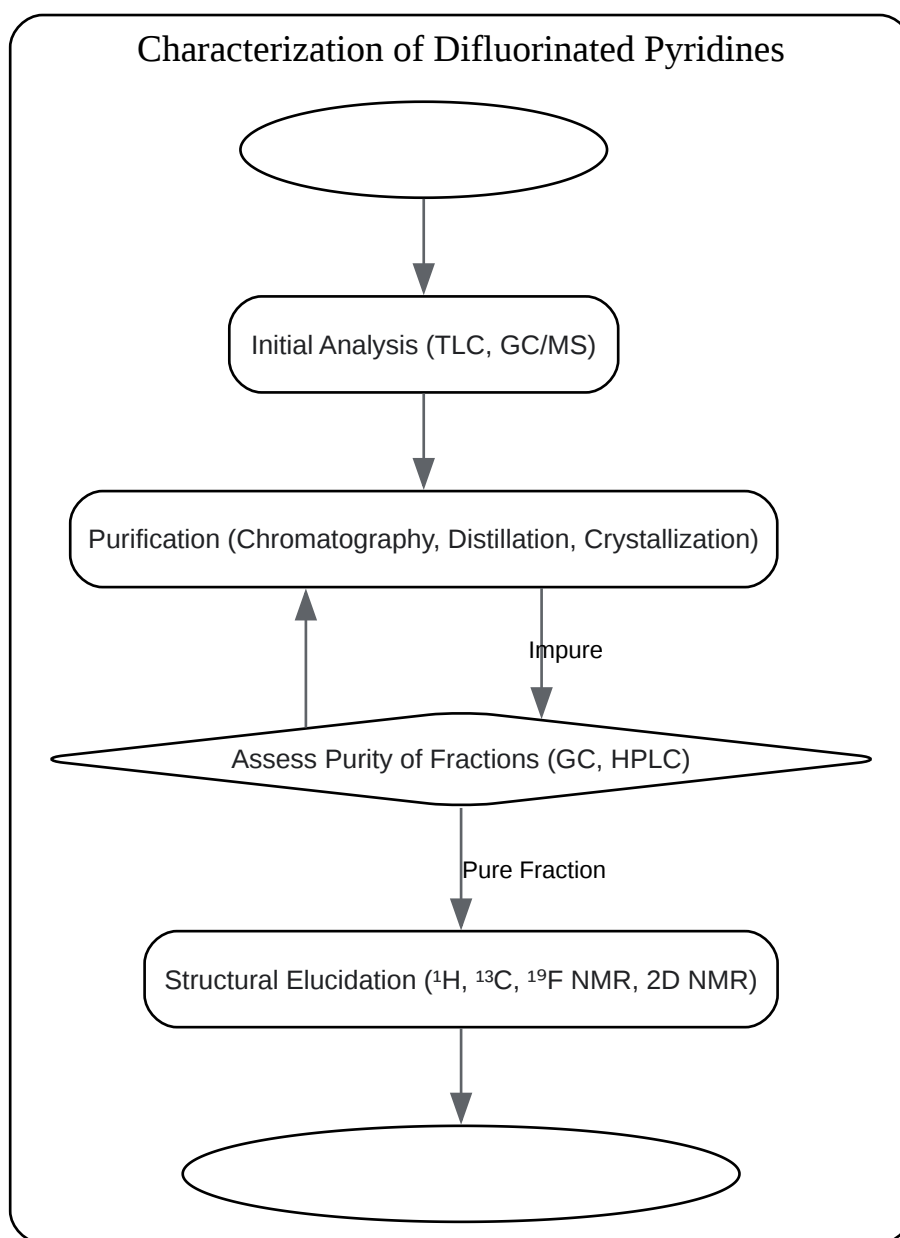 Characterization of Difluorinated Pyridines
Initial Analysis (TLC, GC/MS)
Purification (Chromatography, Distillation, Crystallization)
Impure
Assess Purity of Fractions (GC, HPLC)
Pure Fraction
Structural Elucidation (¹H, ¹³C, ¹⁹F NMR, 2D NMR)